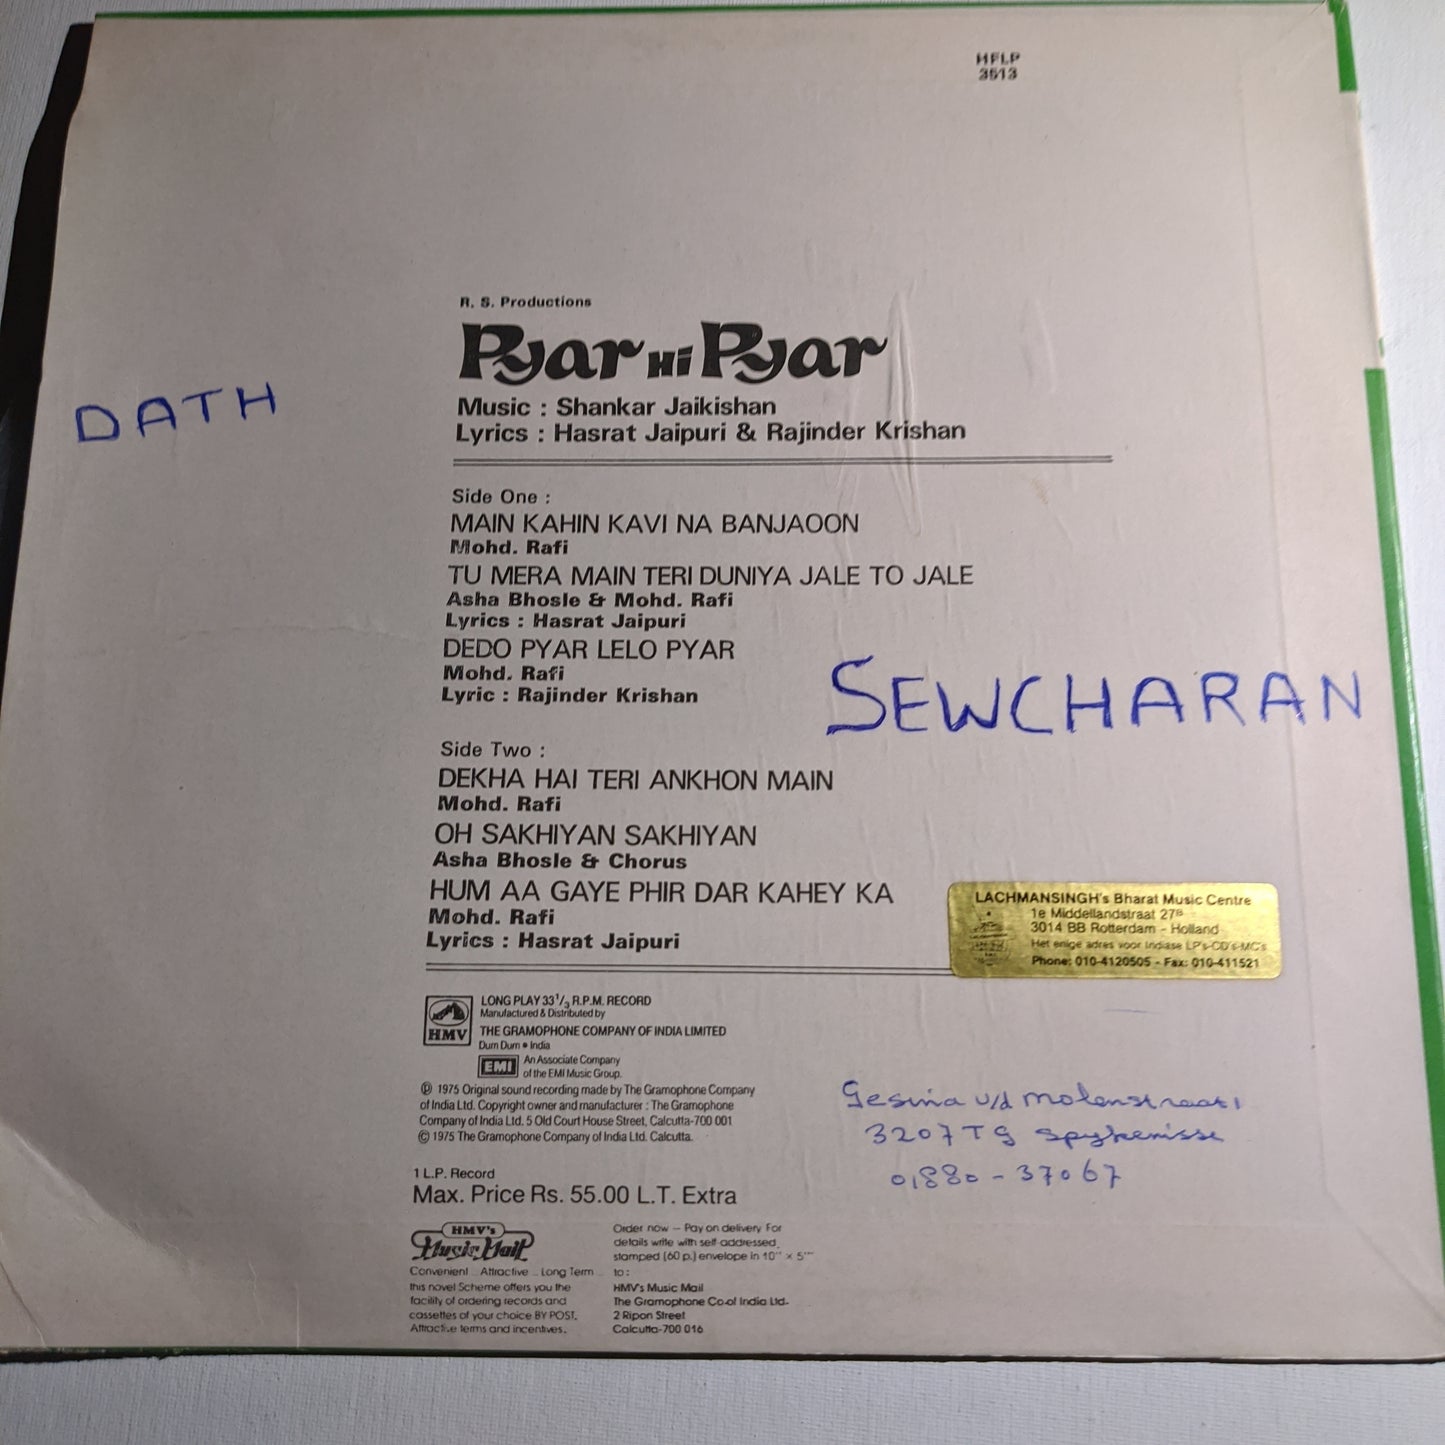 HFLP
3513
R. S. Productions
Pyar Hi Pyar
Music : Shankar Jaikishan
Lyrics : Hasrat Jaipuri & Rajinder Krishan
DATH
Side One :
MAIN KAHIN KAVI NA BANJAOON
Mohd. Rafi
TU MERA MAIN TERI DUNIYA JALE TO JALE
Asha Bhosle & Mohd. Rafi
Lyrics : Hasrat Jaipuri
DEDO PYAR LELO PYAR
Mohd. Rafi
Lyric : Rajinder Krishan
SEWCHARAN
Side Two :
DEKHA HAI TERI ANKHON MAIN
Mohd. Rafi
OH SAKHIYAN SAKHIYAN
Asha Bhosle & Chorus
HUM AA GAYE PHIR DAR KAHEY KA
Mohd. Rafi
Lyrics : Hasrat Jaipuri
LACHMANSINGH's Bharat Music Centre
1e Middellandstraat 27B
3014 BB Rotterdam - Holland
Het enige adres voor Indiase LP's-CD's-MC's
Phone: 010-4120505 - Fax: 010-411521
HMV
LONG PLAY 33 1/3 R.P.M. RECORD
Manufactured & Distributed by
THE GRAMOPHONE COMPANY OF INDIA LIMITED
Dum Dum • India
EMI
An Associate Company
of the EMI Music Group.
℗ 1975 Original sound recording made by The Gramophone Company
of India Ltd. Copyright owner and manufacturer : The Gramophone
Company of India Ltd. 5 Old Court House Street, Calcutta-700 001
© 1975 The Gramophone Company of India Ltd. Calcutta.
Gesina v/d molenstraat 1
3207 TG spykenisse
01880 - 37067
1 L.P. Record
Max. Price Rs. 55.00 L.T. Extra
HMV's
Music Mail
Convenient .. Attractive .. Long Term ..
this novel Scheme offers you the
facility of ordering records and
cassettes of your choice BY POST.
Attractive terms and incentives.
Order now — Pay on delivery For
details write with self-addressed,
stamped (60 p.) envelope in 10" × 5"
to :
HMV's Music Mail
The Gramophone Co.of India Ltd.
2 Ripon Street
Calcutta-700 016